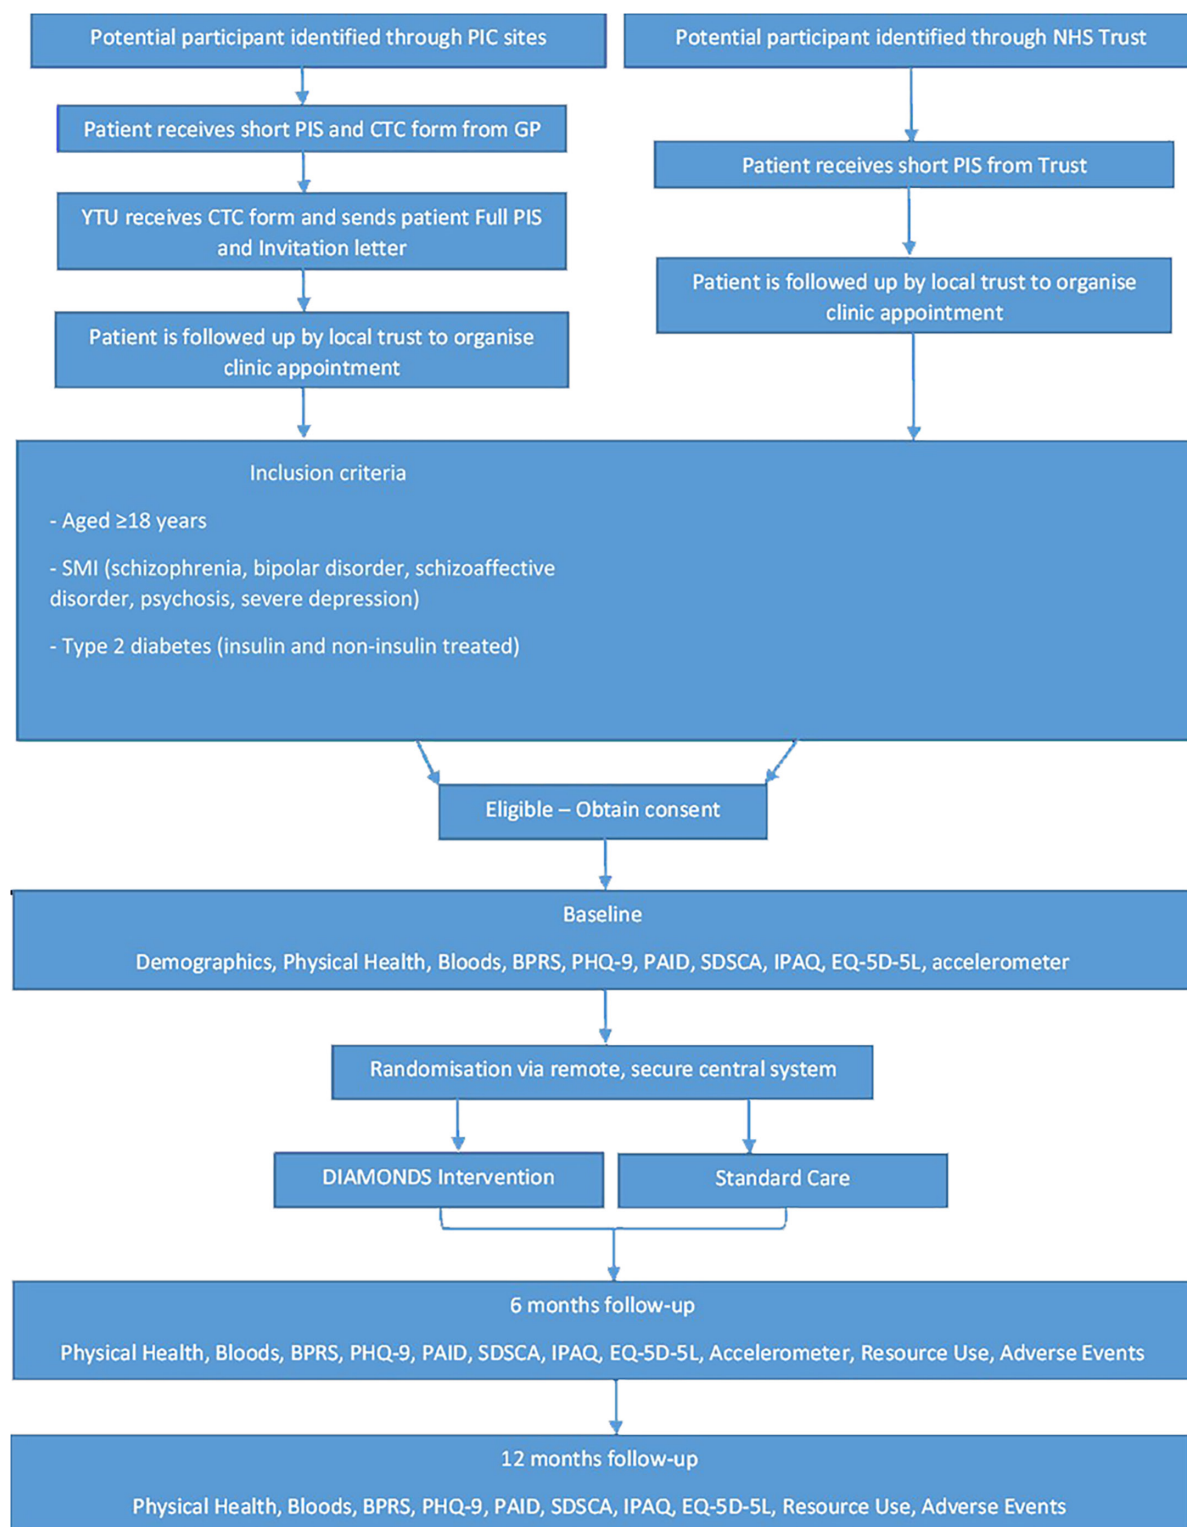 Potential participant identified through PIC sites
Potential participant identified through NHS Trust
Patient receives short PIS and CTC form from GP
Patient receives short PIS from Trust
YTU receives CTC form and sends patient Full PIS
and Invitation letter
Patient is followed up by local trust to organise
clinic appointment
Patient is followed up by local trust to organise
clinic appointment
Inclusion criteria
- Aged ≥18 years
- SMI (schizophrenia, bipolar disorder, schizoaffective
disorder, psychosis, severe depression)
- Type 2 diabetes (insulin and non-insulin treated)
Eligible – Obtain consent
Baseline
Demographics, Physical Health, Bloods, BPRS, PHQ-9, PAID, SDSCA, IPAQ, EQ-5D-5L, accelerometer
Randomisation via remote, secure central system
DIAMONDS Intervention
Standard Care
6 months follow-up
Physical Health, Bloods, BPRS, PHQ-9, PAID, SDSCA, IPAQ, EQ-5D-5L, Accelerometer, Resource Use, Adverse Events
12 months follow-up
Physical Health, Bloods, BPRS, PHQ-9, PAID, SDSCA, IPAQ, EQ-5D-5L, Resource Use, Adverse Events